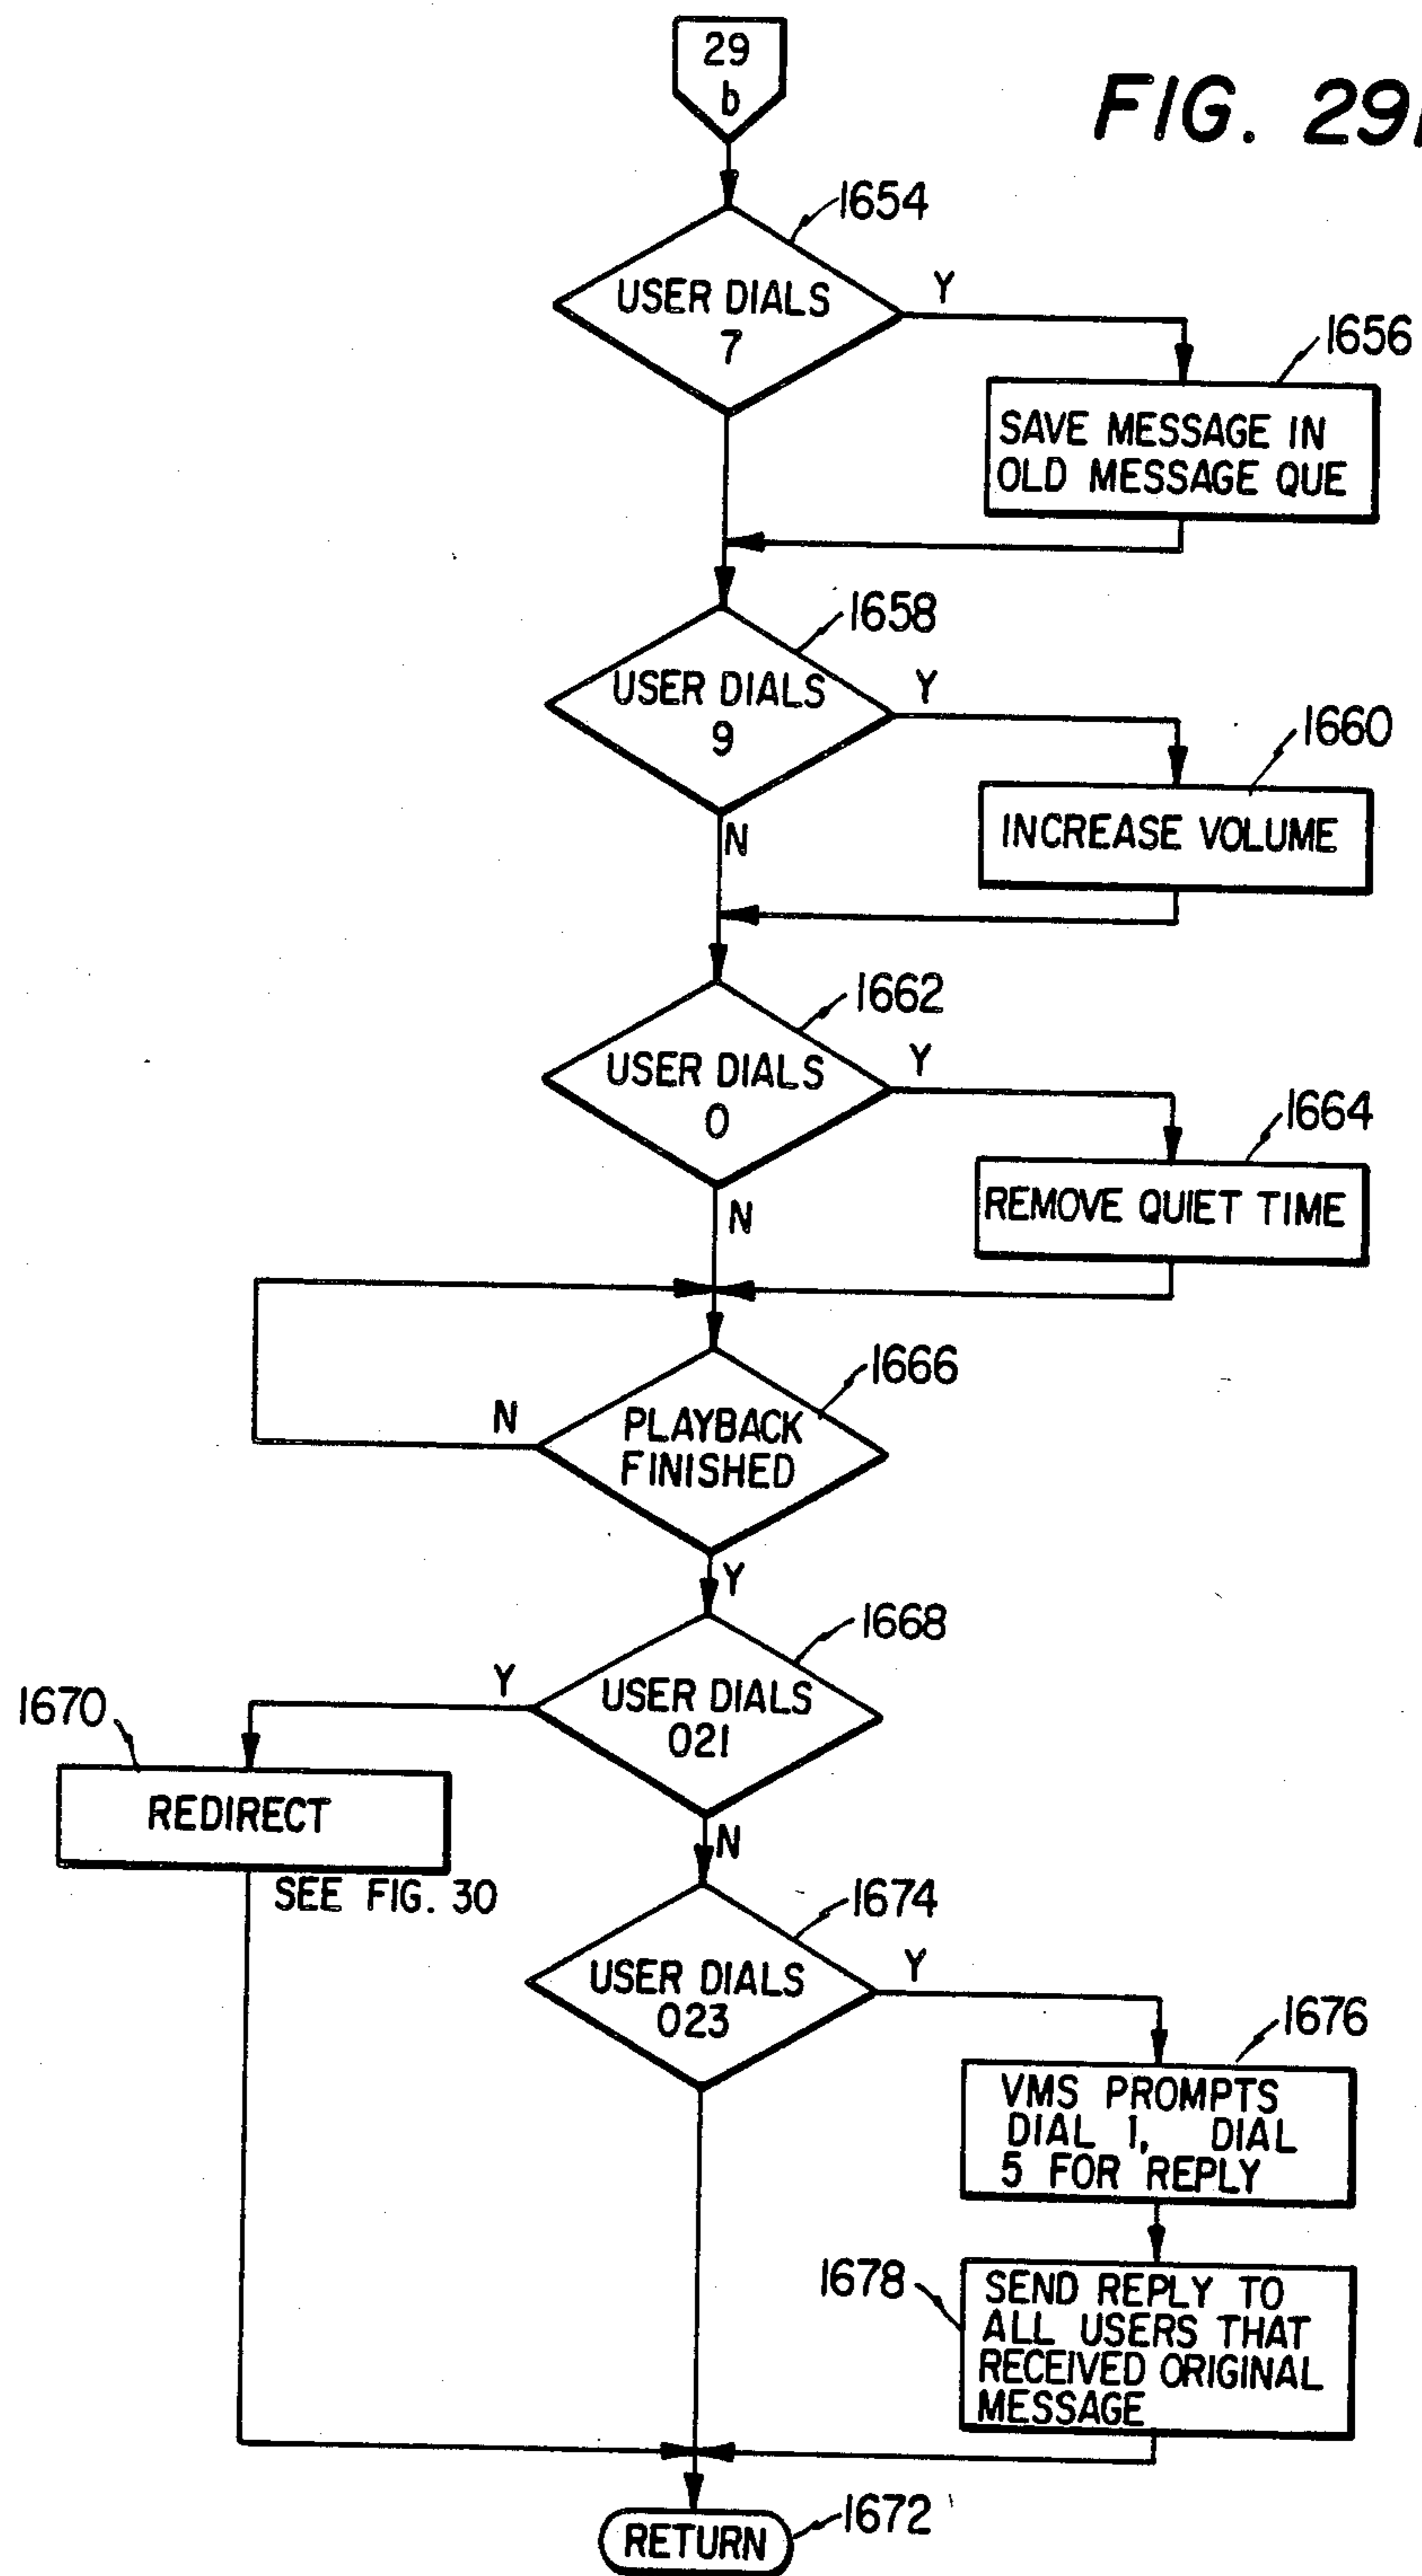 29
b
FIG. 29
1654
USER DIALS
7
Y
1656
SAVE MESSAGE IN
OLD MESSAGE QUE
1658
USER DIALS
9
Y
N
1660
INCREASE VOLUME
1662
USER DIALS
0
Y
N
1664
REMOVE QUIET TIME
1666
PLAYBACK
FINISHED
N
Y
1668
USER DIALS
021
Y
N
1670
REDIRECT
SEE FIG. 30
1674
USER DIALS
023
Y
1676
VMS PROMPTS
DIAL 1, DIAL
5 FOR REPLY
1678
SEND REPLY TO
ALL USERS THAT
RECEIVED ORIGINAL
MESSAGE
RETURN
1672